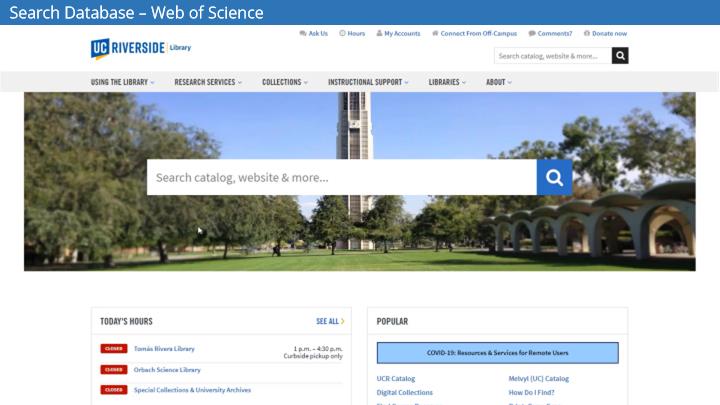 Search Database – Web of Science
Ask Us Hours My Accounts Connect From Off-Campus Comments? Donate now
UC RIVERSIDE Library
Search catalog, website & more...
USING THE LIBRARY RESEARCH SERVICES COLLECTIONS INSTRUCTIONAL SUPPORT LIBRARIES ABOUT
Search catalog, website & more...
TODAY'S HOURS SEE ALL
CLOSED Tomás Rivera Library 1 p.m. – 4:30 p.m.
Curbside pickup only
CLOSED Orbach Science Library
CLOSED Special Collections & University Archives
POPULAR
COVID-19: Resources & Services for Remote Users
UCR Catalog Melvyl (UC) Catalog
Digital Collections How Do I Find?